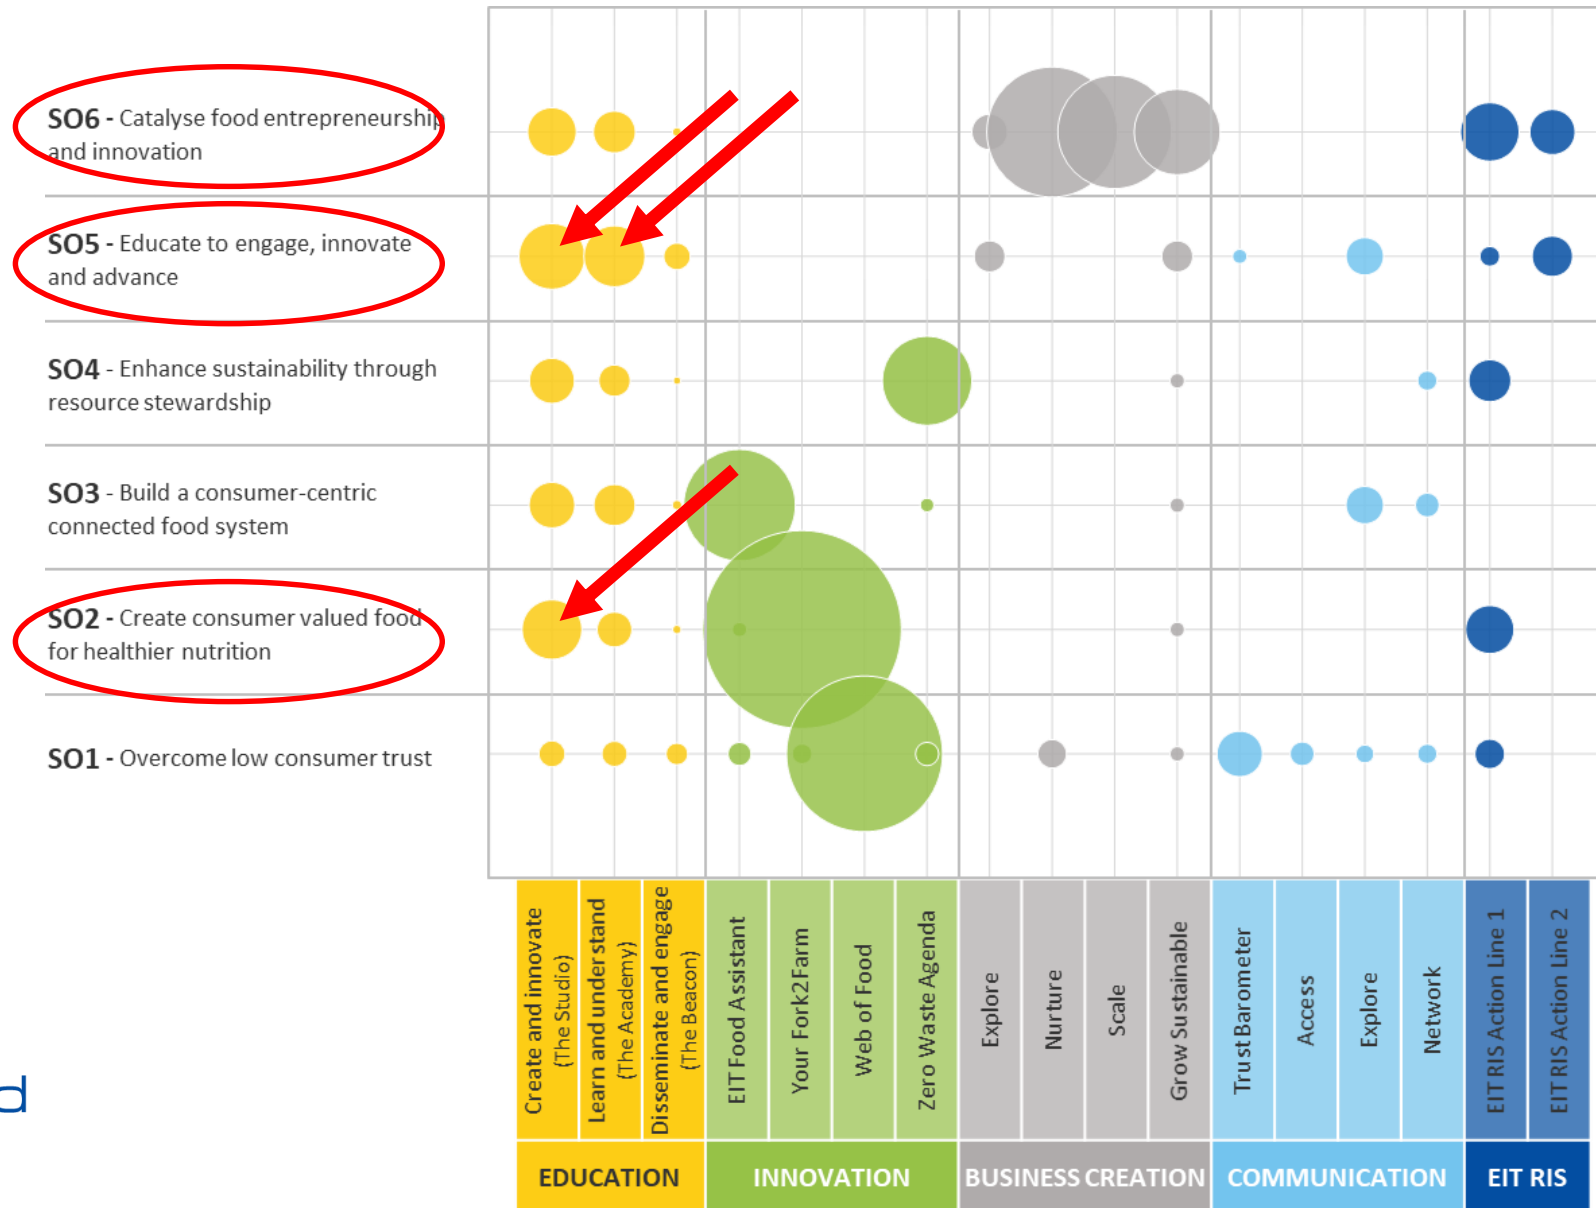 SO6 - Catalyse food entrepreneurship
and innovation
SO5 - Educate to engage, innovate
and advance
SO4 - Enhance sustainability through
resource stewardship
SO3 - Build a consumer-centric
connected food system
SO2 - Create consumer valued food
for healthier nutrition
SO1 - Overcome low consumer trust
Create and innovate
(The Studio)
Learn and understand
(The Academy)
Disseminate and engage
(The Beacon)
EIT Food Assistant
Your Fork2Farm
Web of Food
Zero Waste Agenda
Explore
Nurture
Scale
Grow Sustainable
Trust Barometer
Access
Explore
Network
EIT RIS Action Line 1
EIT RIS Action Line 2
d
EDUCATION
INNOVATION
BUSINESS CREATION
COMMUNICATION
EIT RIS